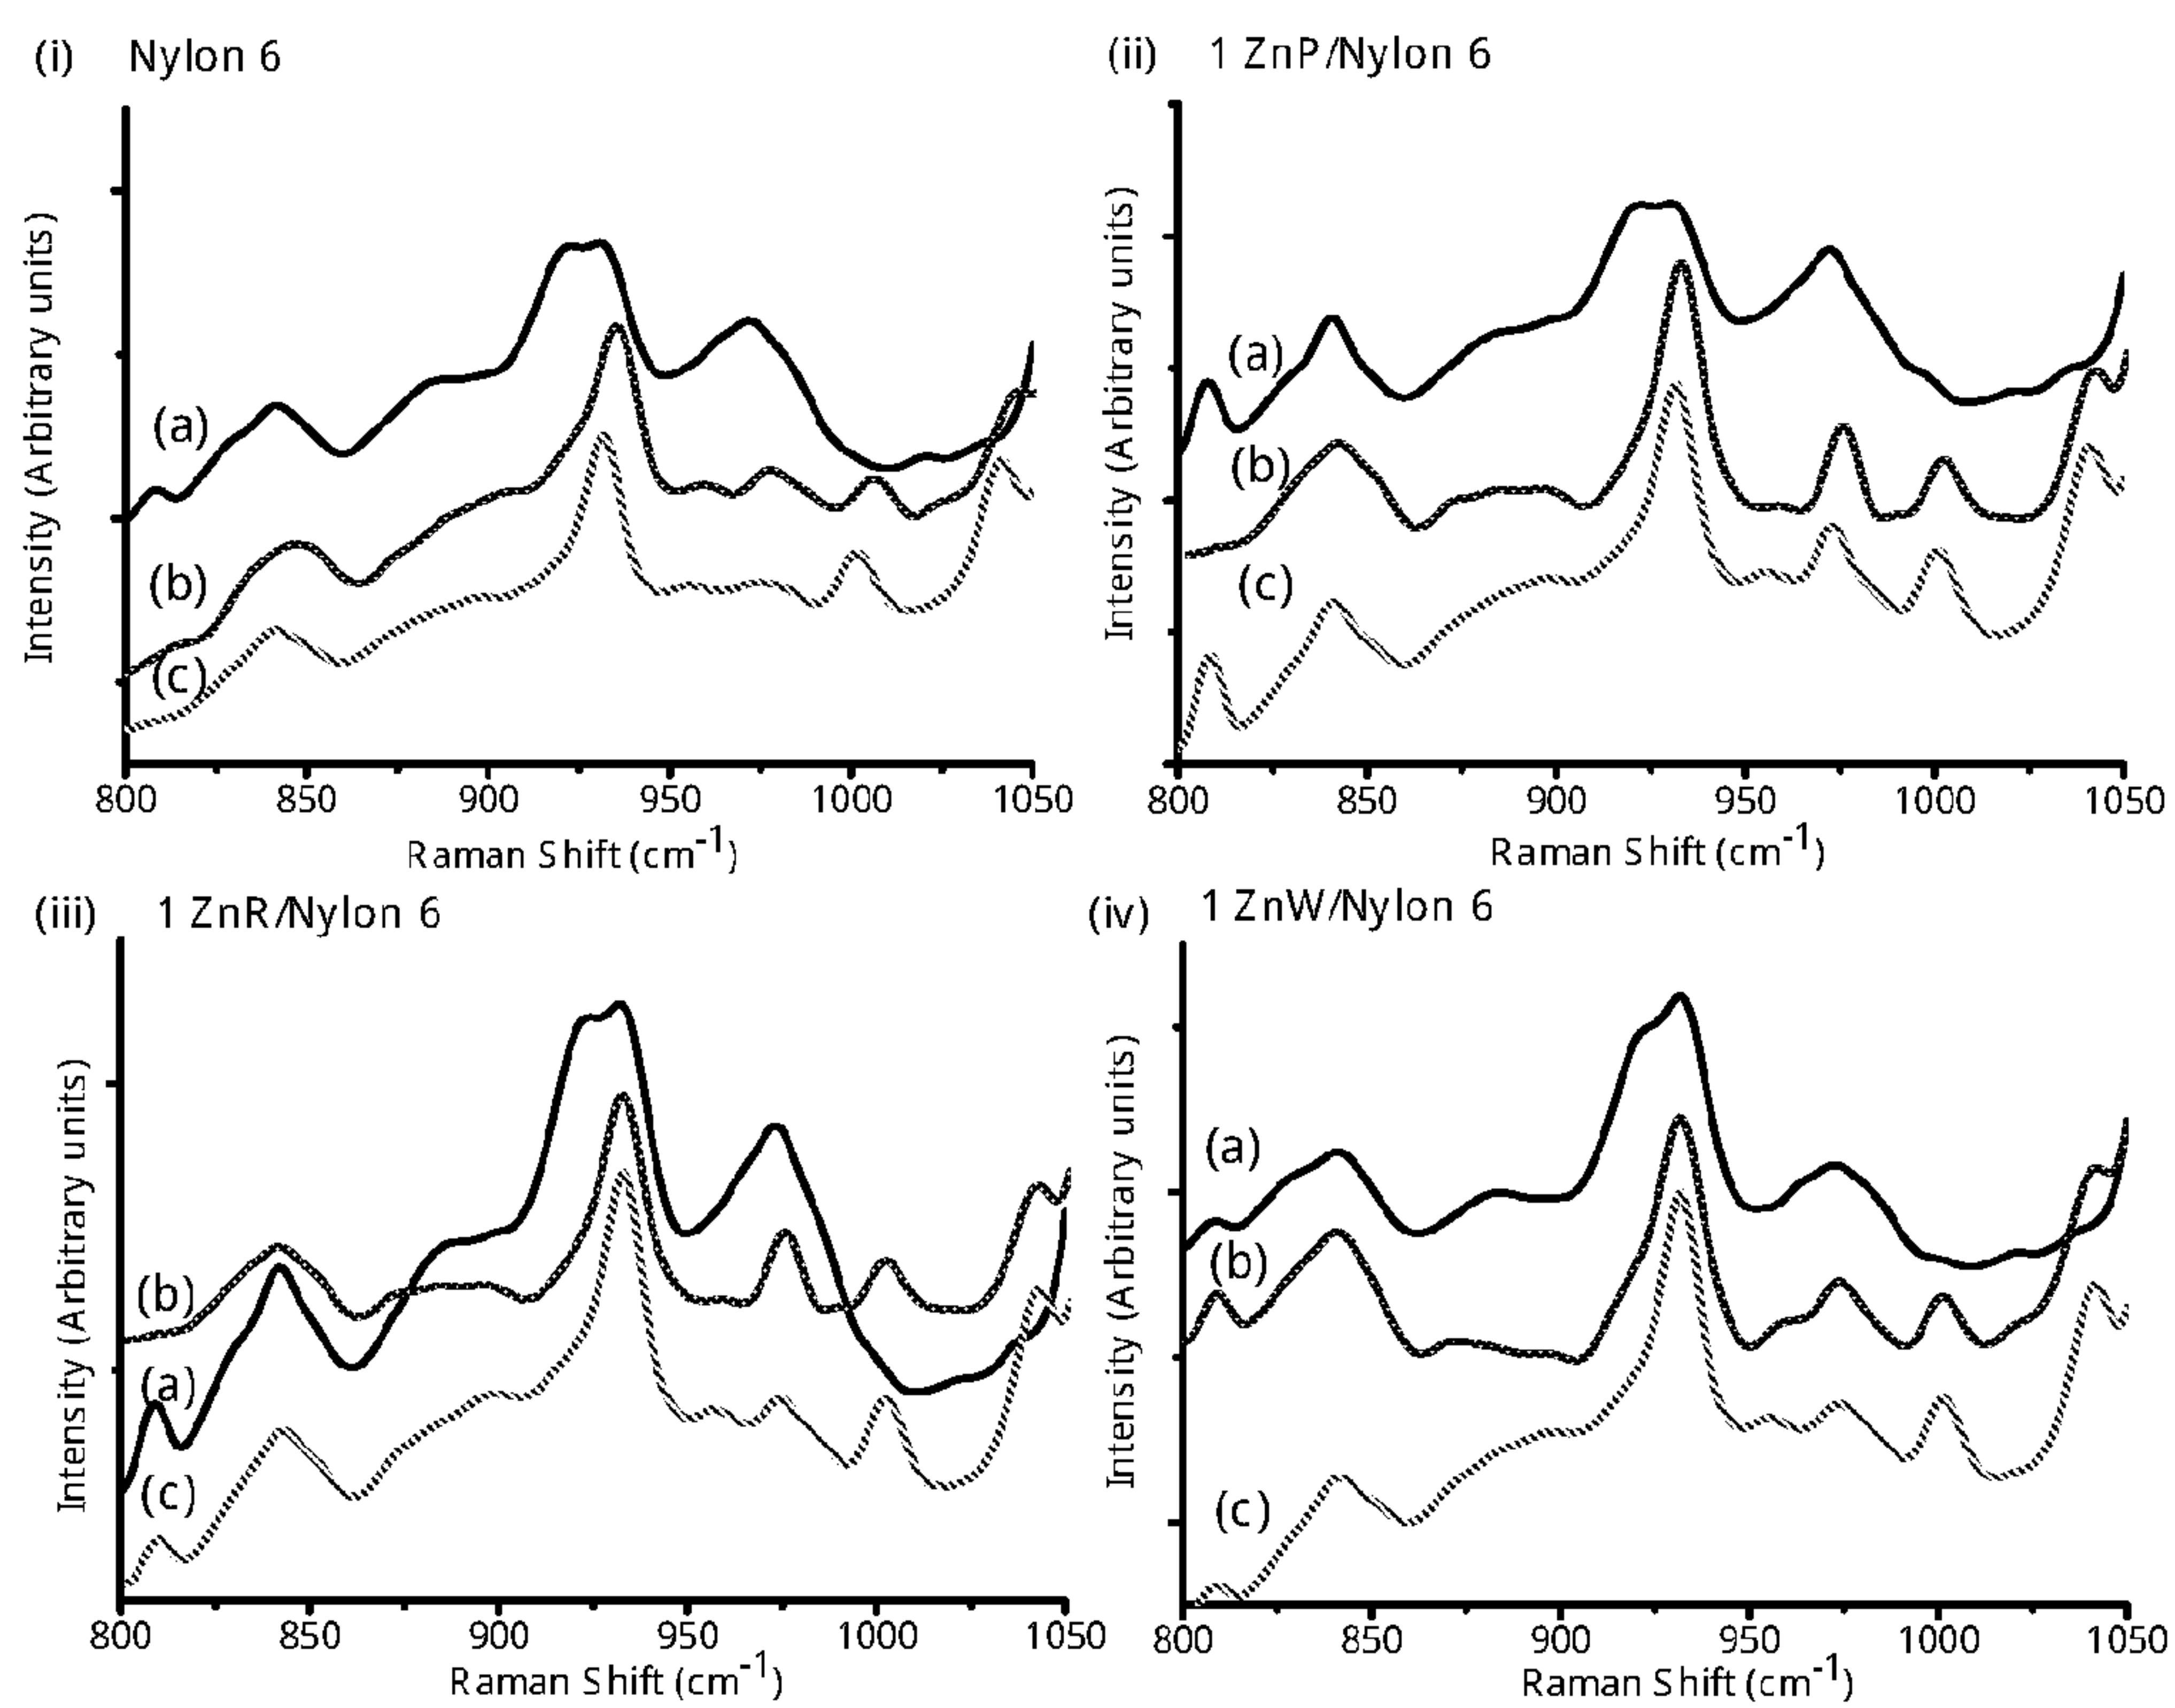 (i) Nylon 6
Intensity (Arbitrary units)
(a)
(b)
(c)
800 850 900 950 1000 1050
Raman Shift (cm-1)
(ii) 1 ZnP/Nylon 6
Intensity (Arbitrary units)
(a)
(b)
(c)
800 850 900 950 1000 1050
Raman Shift (cm-1)
(iii) 1 ZnR/Nylon 6
Intensity (Arbitrary units)
(b)
(a)
(c)
800 850 900 950 1000 1050
Raman Shift (cm-1)
(iv) 1 ZnW/Nylon 6
Intensity (Arbitrary units)
(a)
(b)
(c)
800 850 900 950 1000 1050
Raman Shift (cm-1)